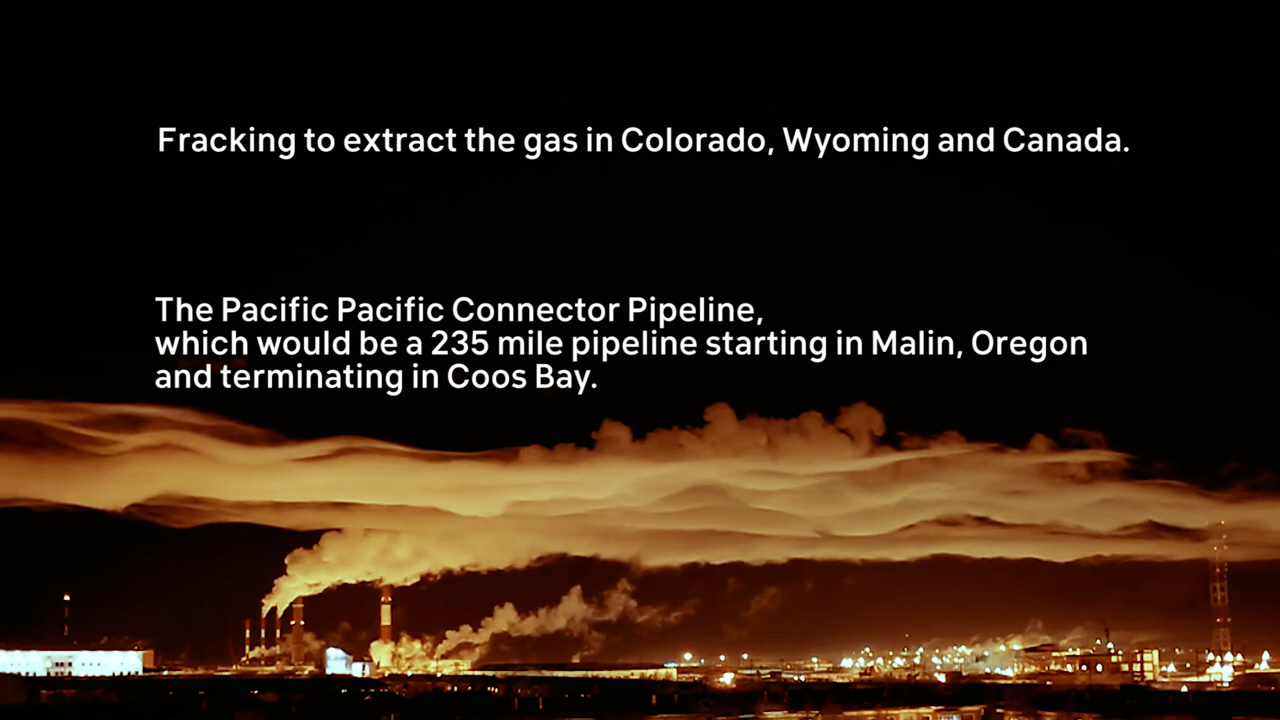 Fracking to extract the gas in Colorado, Wyoming and Canada.
The Pacific Pacific Connector Pipeline,
which would be a 235 mile pipeline starting in Malin, Oregon
and terminating in Coos Bay.